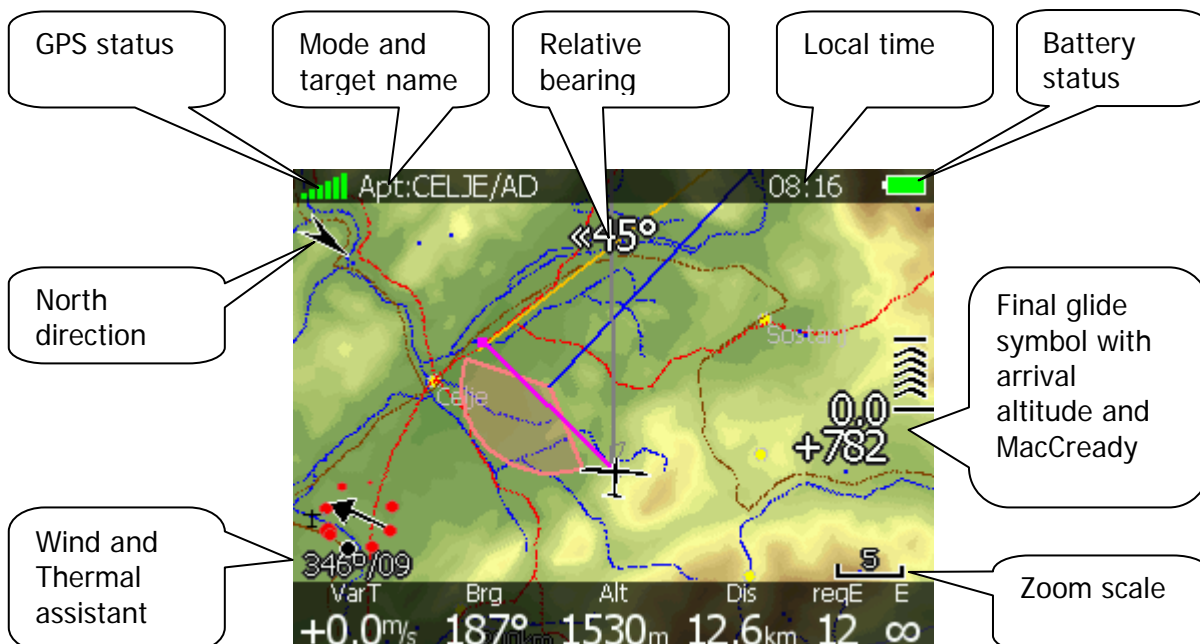 GPS status
Mode and
target name
Relative
bearing
Local time
Battery
status
Apt:CELJE/AD
08:16
«45°
North
direction
Sostanj
Celje
Final glide
symbol with
arrival
altitude and
MacCready
0.0
+782
Wind and
Thermal
assistant
346°/09
5
Zoom scale
VarT Brg Alt Dis reqE E
+0.0m/s 187° 1530m 12.6km 12 ∞